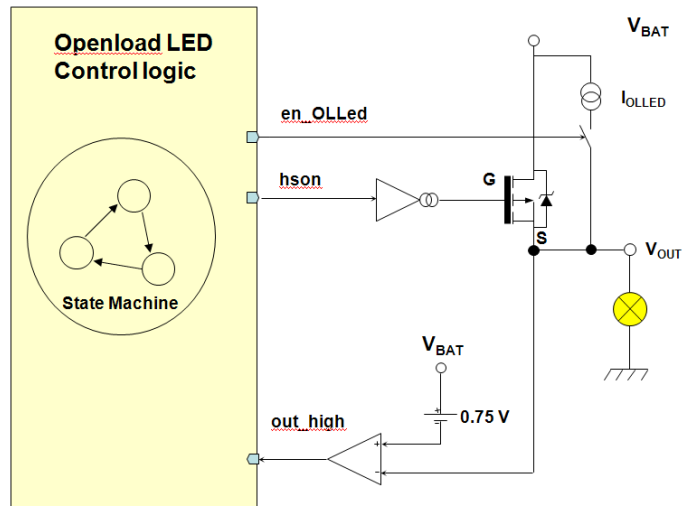 Openload LED
Control logic
State Machine
en_OLLed
hson
out_high
V_BAT
I_OLLED
G
S
V_OUT
V_BAT
+
-
0.75 V
+
-